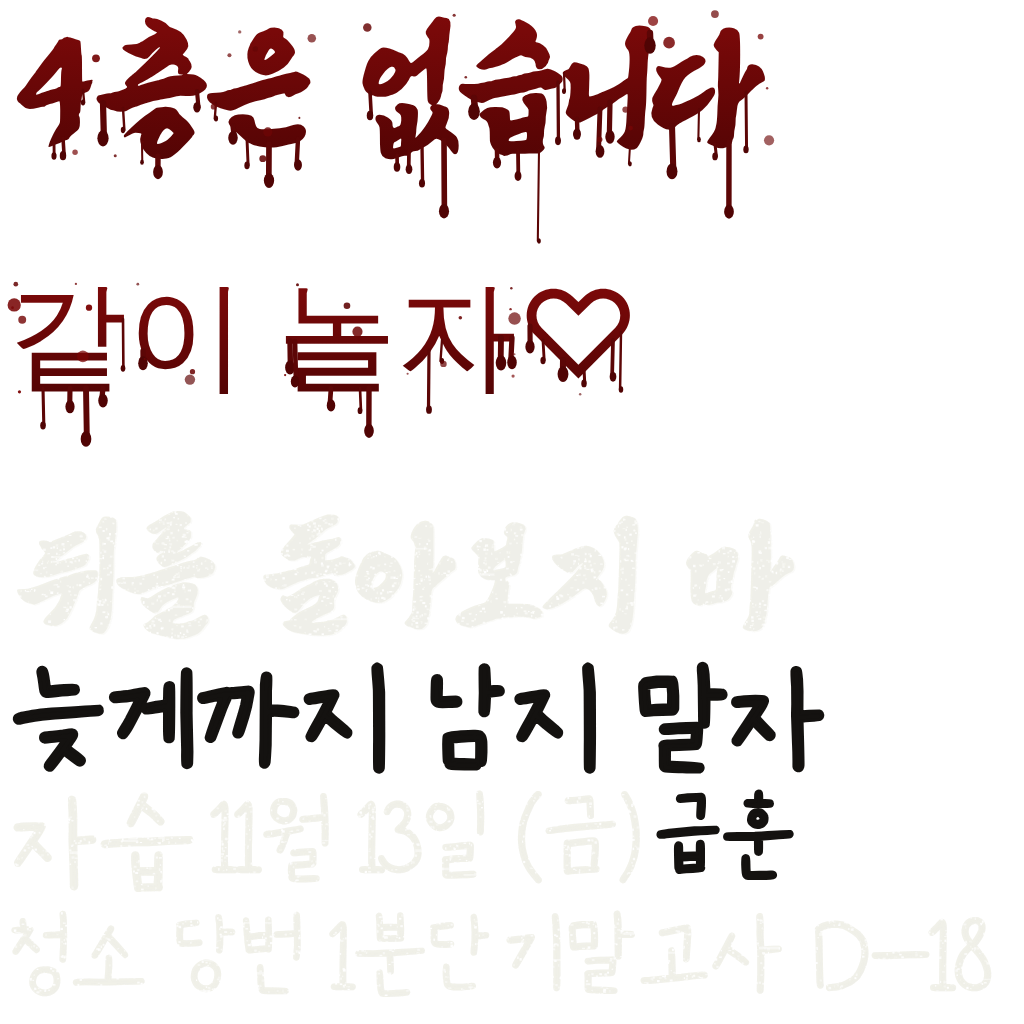 4층은 없습니다
같이 놀자♡
뒤를 돌아보지 마
늦게까지 남지 말자
자습 11월 13일 (금) 급훈
청소 당번 1분단 기말고사 D-18